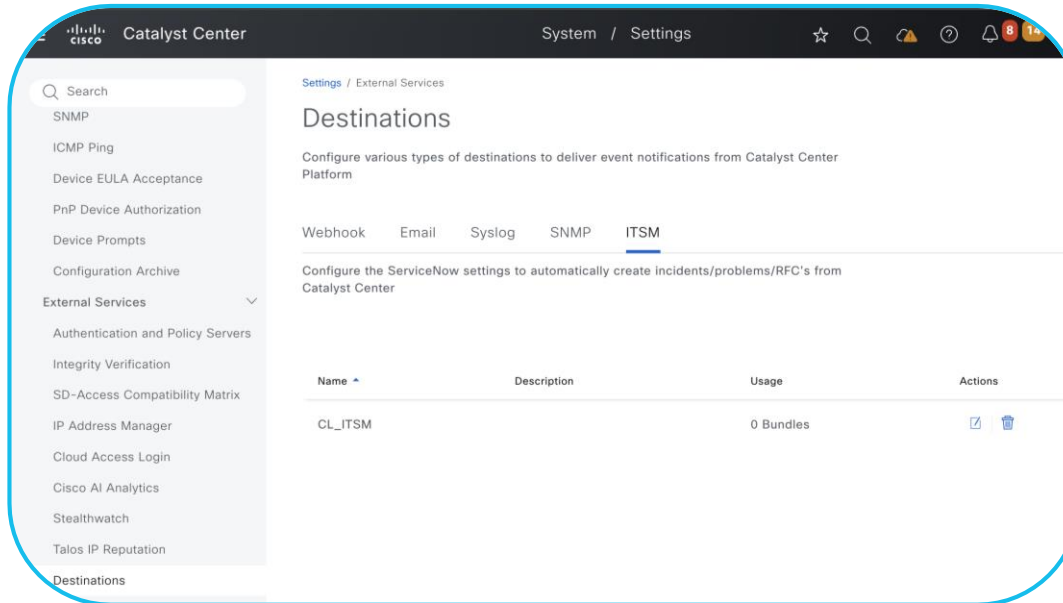 cisco Catalyst Center System / Settings 8 14
Search
SNMP
ICMP Ping
Device EULA Acceptance
PnP Device Authorization
Device Prompts
Configuration Archive
External Services
Authentication and Policy Servers
Integrity Verification
SD-Access Compatibility Matrix
IP Address Manager
Cloud Access Login
Cisco AI Analytics
Stealthwatch
Talos IP Reputation
Destinations
Settings / External Services
Destinations
Configure various types of destinations to deliver event notifications from Catalyst Center
Platform
Webhook Email Syslog SNMP ITSM
Configure the ServiceNow settings to automatically create incidents/problems/RFC's from
Catalyst Center
Name Description Usage Actions
CL_ITSM 0 Bundles